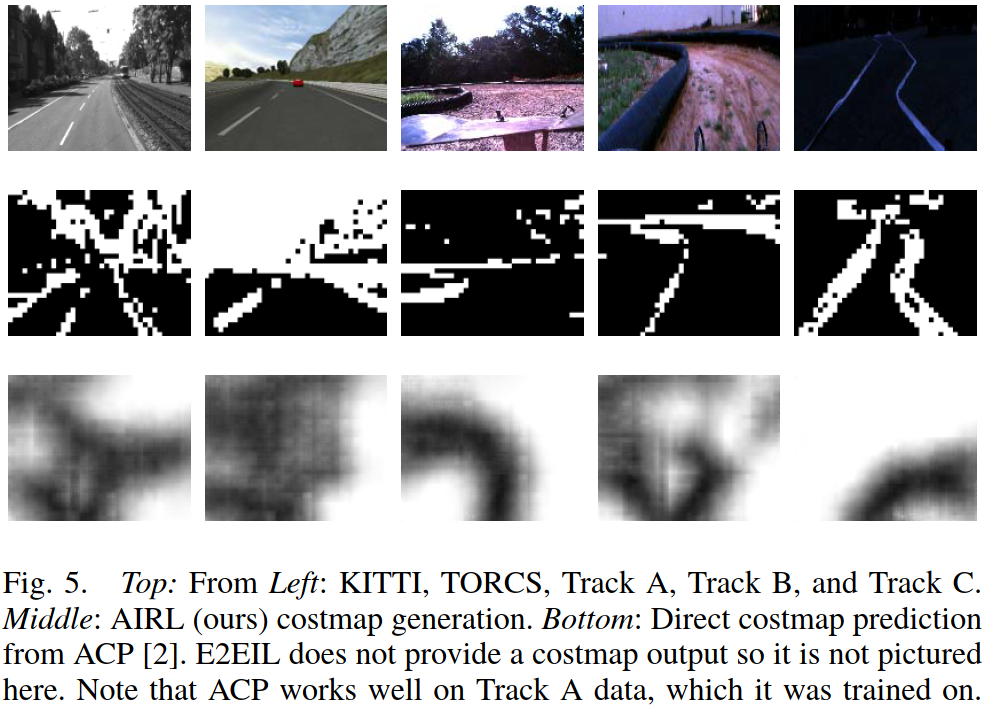 Fig. 5. Top: From Left: KITTI, TORCS, Track A, Track B, and Track C.
Middle: AIRL (ours) costmap generation. Bottom: Direct costmap prediction
from ACP [2]. E2EIL does not provide a costmap output so it is not pictured
here. Note that ACP works well on Track A data, which it was trained on.